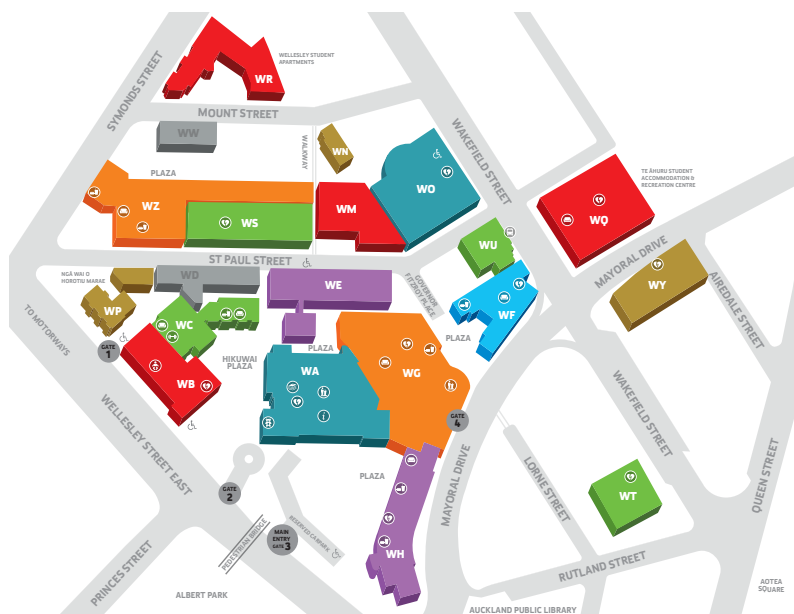 WELLESLEY STUDENT
APARTMENTS
WR
SYMONDS STREET
MOUNT STREET
WW
WALKWAY
WN
WAKEFIELD STREET
PLAZA
WO
TE ĀHURU STUDENT
ACCOMMODATION &
RECREATION CENTRE
WZ
WS
WM
WQ
WU
MAYORAL DRIVE
ST PAUL STREET
NGĀ WAI O
HOROTIU MARAE
WD
WE
GOVERNOR
FITZROY PLACE
WY
AIREDALE STREET
WP
WC
WF
TO MOTORWAYS
GATE
1
HIKUWAI
PLAZA
PLAZA
PLAZA
WB
WA
WG
i
GATE
4
WAKEFIELD STREET
WELLESLEY STREET EAST
MAYORAL DRIVE
LORNE STREET
QUEEN STREET
PLAZA
GATE
2
WT
PEDESTRIAN BRIDGE
MAIN
ENTRY
GATE 3
RESERVED CARPARK
WH
PRINCES STREET
RUTLAND STREET
ALBERT PARK
AUCKLAND PUBLIC LIBRARY
AOTEA
SQUARE